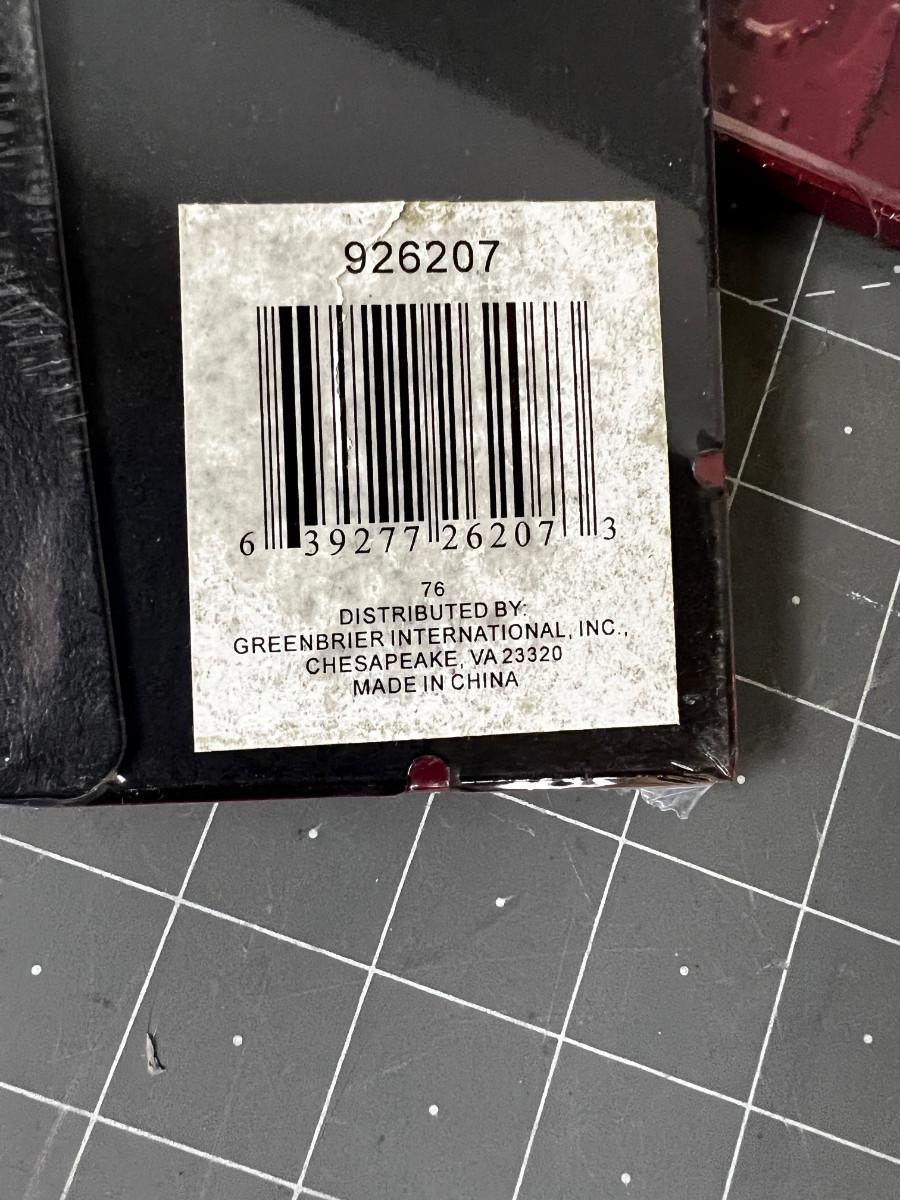 926207
6 39277 26207 3
76
DISTRIBUTED BY:
GREENBRIER INTERNATIONAL, INC.,
CHESAPEAKE, VA 23320
MADE IN CHINA